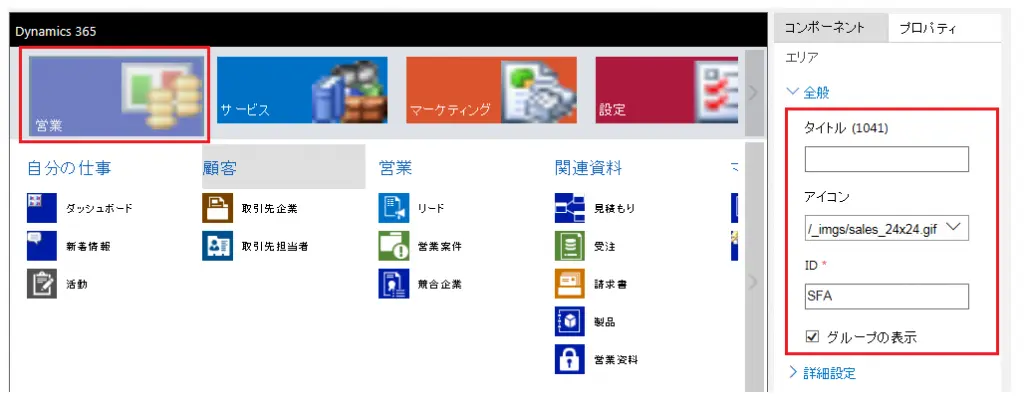 Dynamics 365
営業
サービス
マーケティング
設定
自分の仕事
ダッシュボード
新着情報
活動
顧客
取引先企業
取引先担当者
営業
リード
営業案件
競合企業
関連資料
見積もり
受注
請求書
製品
営業資料
コンポーネント
プロパティ
エリア
全般
タイトル (1041)
アイコン
/_imgs/sales_24x24.gif
ID *
SFA
グループの表示
詳細設定